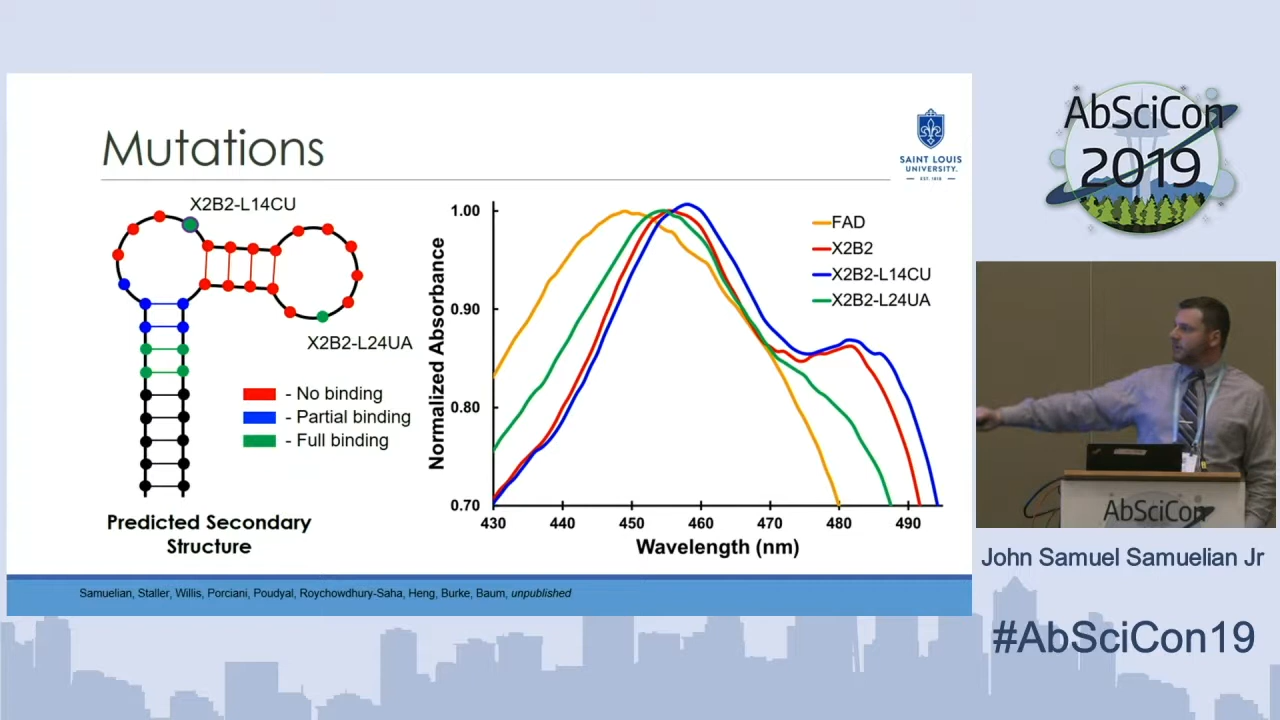 Mutations
SAINT LOUIS
UNIVERSITY.
EST. 1818
X2B2-L14CU
X2B2-L24UA
- No binding
- Partial binding
- Full binding
Predicted Secondary
Structure
Normalized Absorbance
1.00
0.90
0.80
0.70
430 440 450 460 470 480 490
Wavelength (nm)
FAD
X2B2
X2B2-L14CU
X2B2-L24UA
Samuelian, Staller, Willis, Porciani, Poudyal, Roychowdhury-Saha, Heng, Burke, Baum, unpublished
AbSciCon
2019
AbSciCon
John Samuel Samuelian Jr
#AbSciCon19